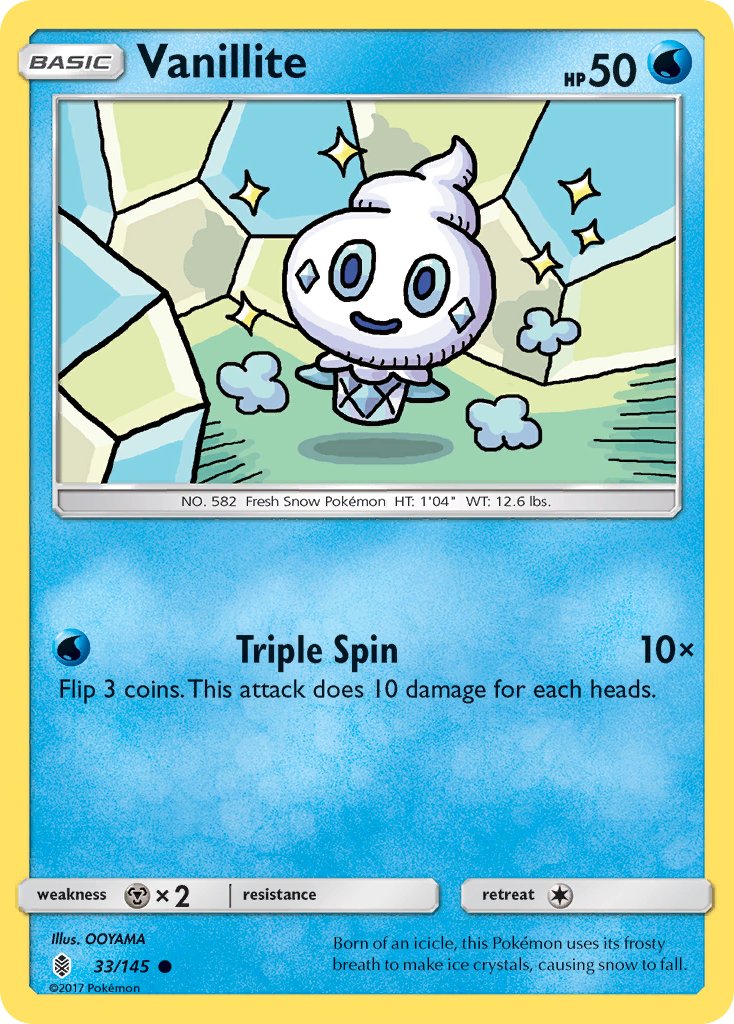 BASIC Vanillite HP 50
NO. 582 Fresh Snow Pokémon HT: 1'04" WT: 12.6 lbs.
Triple Spin 10×
Flip 3 coins. This attack does 10 damage for each heads.
weakness ×2 resistance retreat
Illus. OOYAMA
33/145
©2017 Pokémon
Born of an icicle, this Pokémon uses its frosty
breath to make ice crystals, causing snow to fall.